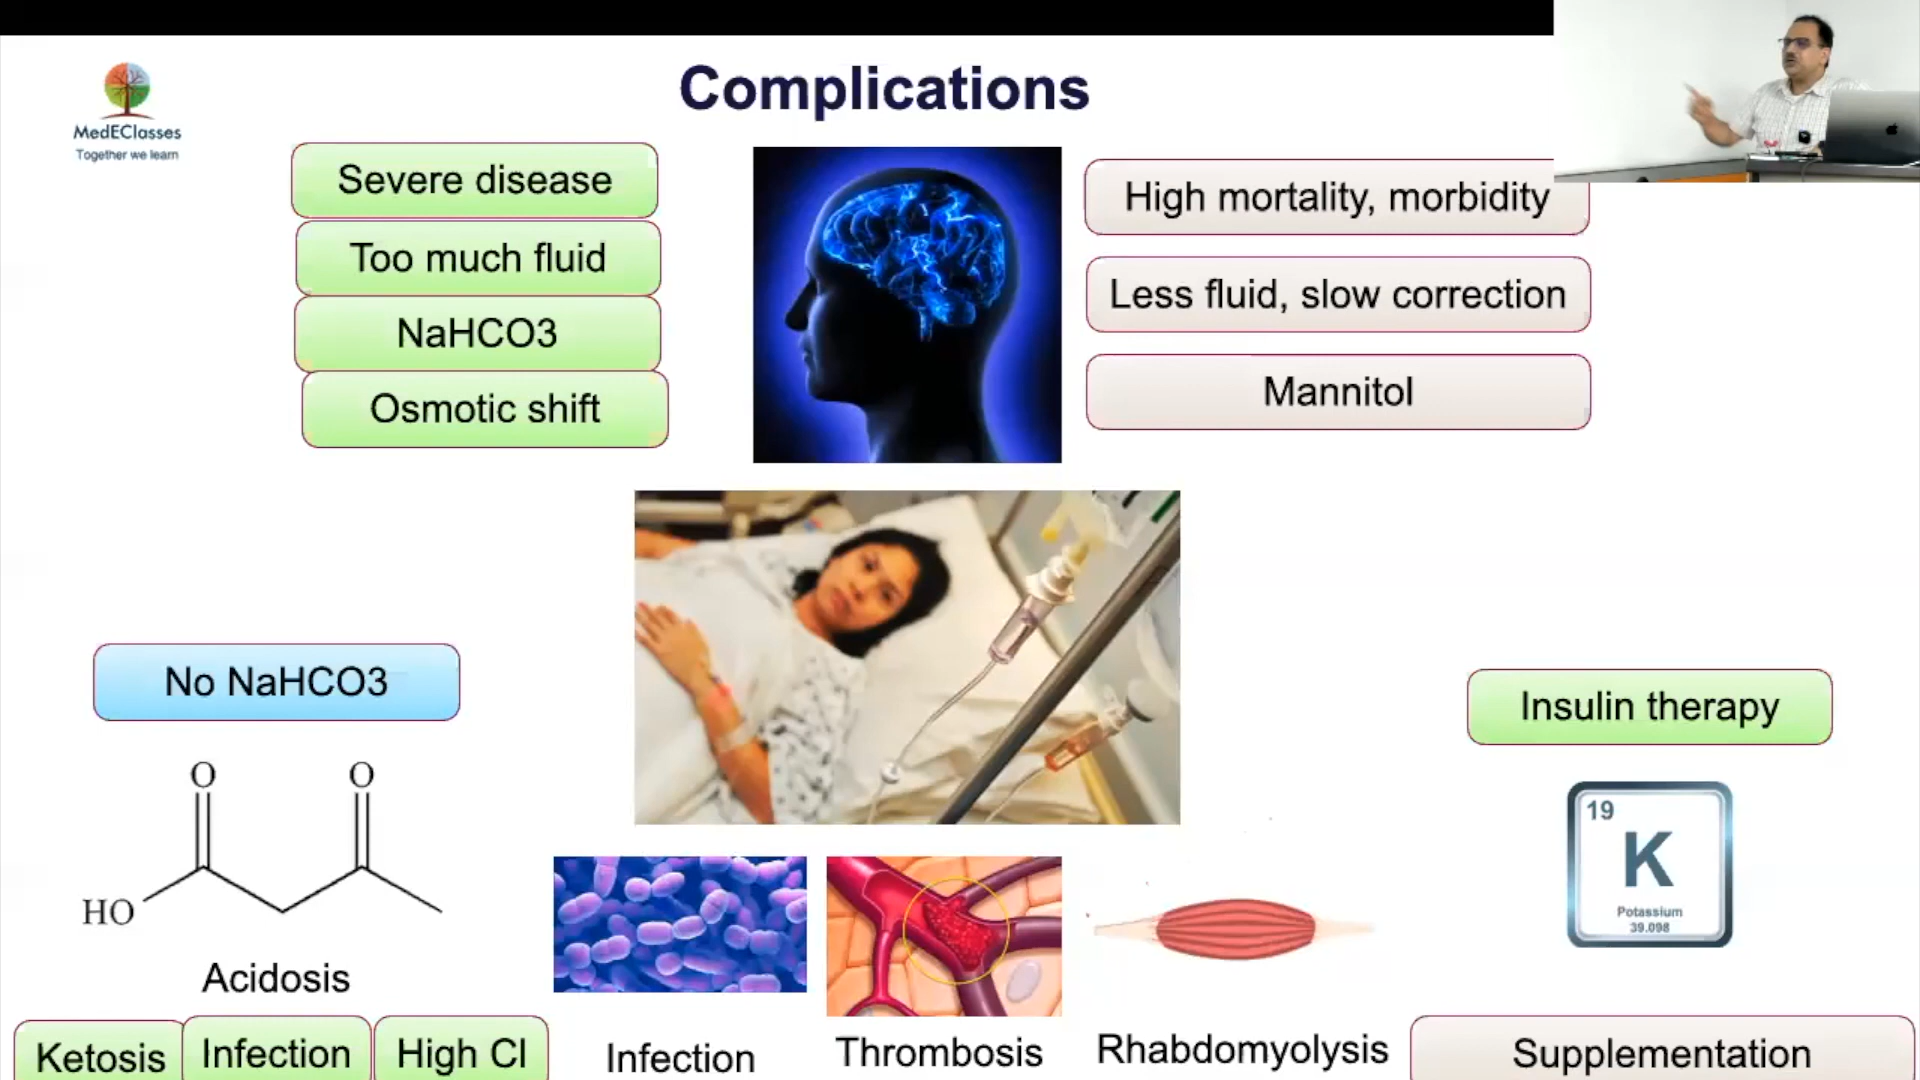 Complications
MedEClasses
Together we learn
Severe disease
Too much fluid
NaHCO3
Osmotic shift
High mortality, morbidity
Less fluid, slow correction
Mannitol
No NaHCO3
O
O
HO
Acidosis
Ketosis
Infection
High Cl
Infection
Thrombosis
Rhabdomyolysis
Insulin therapy
19
K
Potassium
39.098
Supplementation